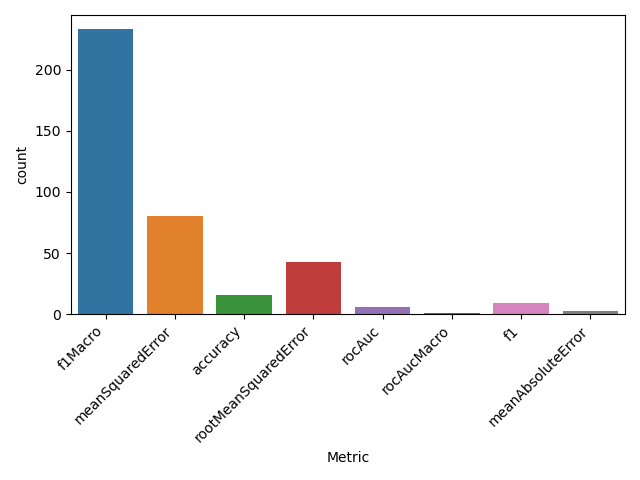 200
150
100
50
0
count
f1Macro
meanSquaredError
accuracy
rootMeanSquaredError
rocAuc
rocAucMacro
f1
meanAbsoluteError
Metric